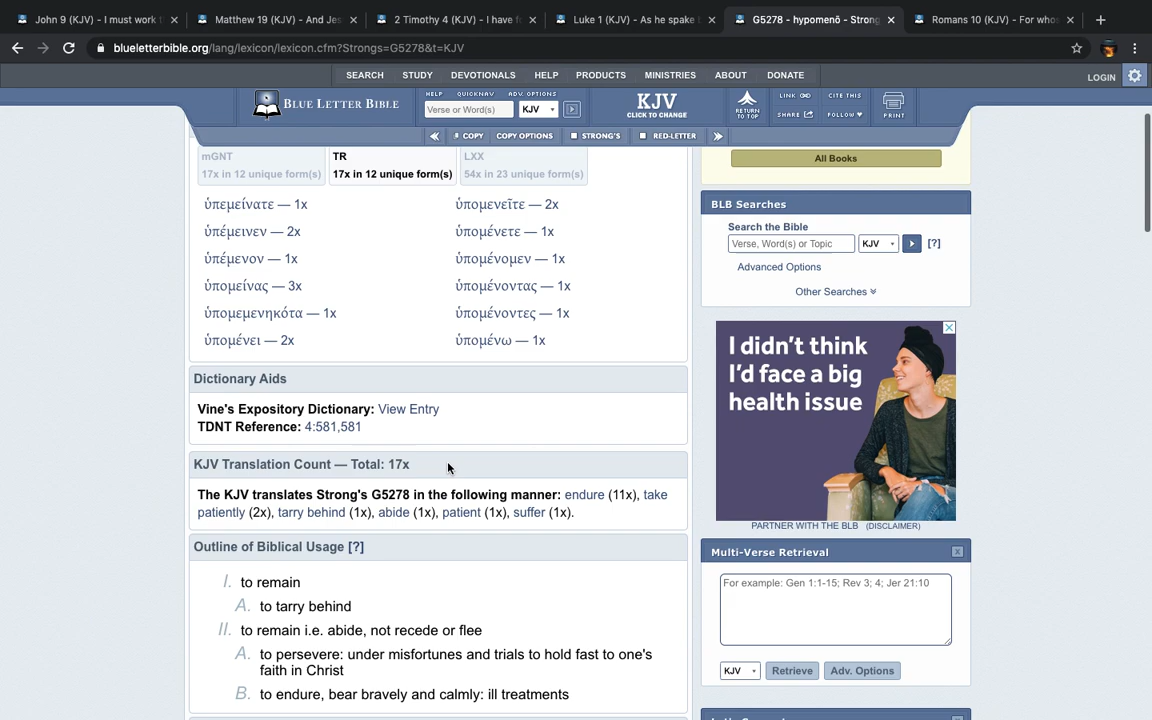 John 9 (KJV) - I must work t
Matthew 19 (KJV) - And Jes
2 Timothy 4 (KJV) - I have f
Luke 1 (KJV) - As he spake
G5278 - hypomenō - Strong
Romans 10 (KJV) - For whos
blueletterbible.org/lang/lexicon/lexicon.cfm?Strongs=G5278&t=KJV
SEARCH STUDY DEVOTIONALS HELP PRODUCTS MINISTRIES ABOUT DONATE
LOGIN
BLUE LETTER BIBLE
HELP QUICKNAV ADV. OPTIONS
Verse or Word(s) KJV
KJV
CLICK TO CHANGE
RETURN TO TOP
LINK CITE THIS
SHARE FOLLOW
PRINT
COPY COPY OPTIONS STRONG'S RED-LETTER
mGNT
17x in 12 unique form(s)
TR
17x in 12 unique form(s)
LXX
54x in 23 unique form(s)
ὑπεμείνατε — 1x
ὑπομενεῖτε — 2x
ὑπέμεινεν — 2x
ὑπομένετε — 1x
ὑπέμενον — 1x
ὑπομένομεν — 1x
ὑπομείνας — 3x
ὑπομένοντας — 1x
ὑπομεμενηκότα — 1x
ὑπομένοντες — 1x
ὑπομένει — 2x
ὑπομένω — 1x
Dictionary Aids
Vine's Expository Dictionary: View Entry
TDNT Reference: 4:581,581
KJV Translation Count — Total: 17x
The KJV translates Strong's G5278 in the following manner: endure (11x), take
patiently (2x), tarry behind (1x), abide (1x), patient (1x), suffer (1x).
Outline of Biblical Usage [?]
I. to remain
A. to tarry behind
II. to remain i.e. abide, not recede or flee
A. to persevere: under misfortunes and trials to hold fast to one's
faith in Christ
B. to endure, bear bravely and calmly: ill treatments
All Books
BLB Searches
Search the Bible
Verse, Word(s) or Topic KJV [?]
Advanced Options
Other Searches
I didn't think
I'd face a big
health issue
PARTNER WITH THE BLB (DISCLAIMER)
Multi-Verse Retrieval
For example: Gen 1:1-15; Rev 3; 4; Jer 21:10
KJV Retrieve Adv. Options